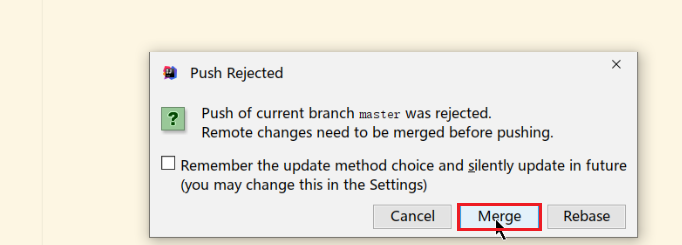 Push Rejected
Push of current branch master was rejected.
Remote changes need to be merged before pushing.
Remember the update method choice and silently update in future
(you may change this in the Settings)
Cancel Merge Rebase